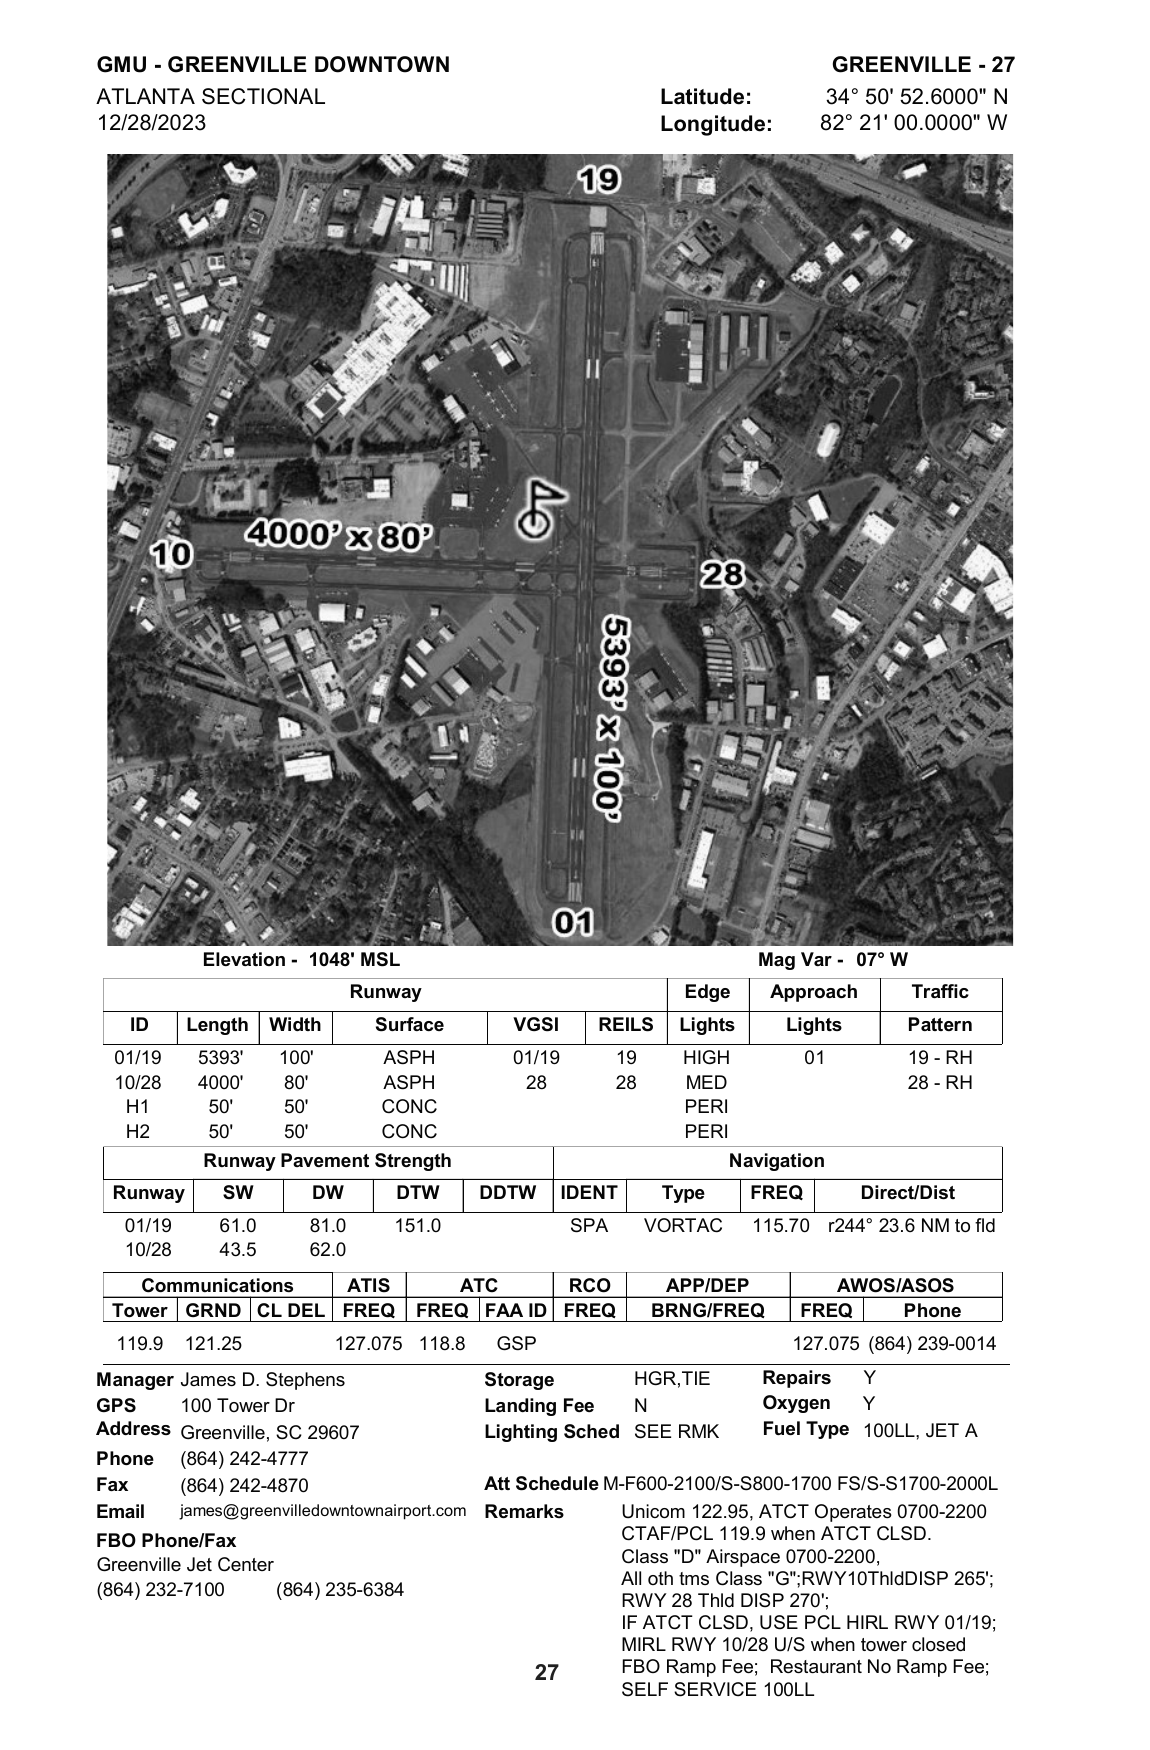 GMU - GREENVILLE DOWNTOWN GREENVILLE - 27
ATLANTA SECTIONAL Latitude: 34° 50' 52.6000" N
12/28/2023 Longitude: 82° 21' 00.0000" W
19
4000' x 80'
10
28
5393' x 100'
01
Elevation - 1048' MSL Mag Var - 07° W
Runway Edge Approach Traffic
ID Length Width Surface VGSI REILS Lights Lights Pattern
01/19 5393' 100' ASPH 01/19 19 HIGH 01 19 - RH
10/28 4000' 80' ASPH 28 28 MED 28 - RH
H1 50' 50' CONC PERI
H2 50' 50' CONC PERI
Runway Pavement Strength Navigation
Runway SW DW DTW DDTW IDENT Type FREQ Direct/Dist
01/19 61.0 81.0 151.0 SPA VORTAC 115.70 r244° 23.6 NM to fld
10/28 43.5 62.0
Communications ATIS ATC RCO APP/DEP AWOS/ASOS
Tower GRND CL DEL FREQ FREQ FAA ID FREQ BRNG/FREQ FREQ Phone
119.9 121.25 127.075 118.8 GSP 127.075 (864) 239-0014
Manager James D. Stephens Storage HGR,TIE Repairs Y
GPS 100 Tower Dr Landing Fee N Oxygen Y
Address Greenville, SC 29607 Lighting Sched SEE RMK Fuel Type 100LL, JET A
Phone (864) 242-4777
Fax (864) 242-4870 Att Schedule M-F600-2100/S-S800-1700 FS/S-S1700-2000L
Email james@greenvilledowntownairport.com Remarks Unicom 122.95, ATCT Operates 0700-2200
CTAF/PCL 119.9 when ATCT CLSD.
FBO Phone/Fax
Class "D" Airspace 0700-2200,
Greenville Jet Center
All oth tms Class "G";RWY10ThldDISP 265';
(864) 232-7100 (864) 235-6384
RWY 28 Thld DISP 270';
IF ATCT CLSD, USE PCL HIRL RWY 01/19;
MIRL RWY 10/28 U/S when tower closed
FBO Ramp Fee; Restaurant No Ramp Fee;
SELF SERVICE 100LL
27